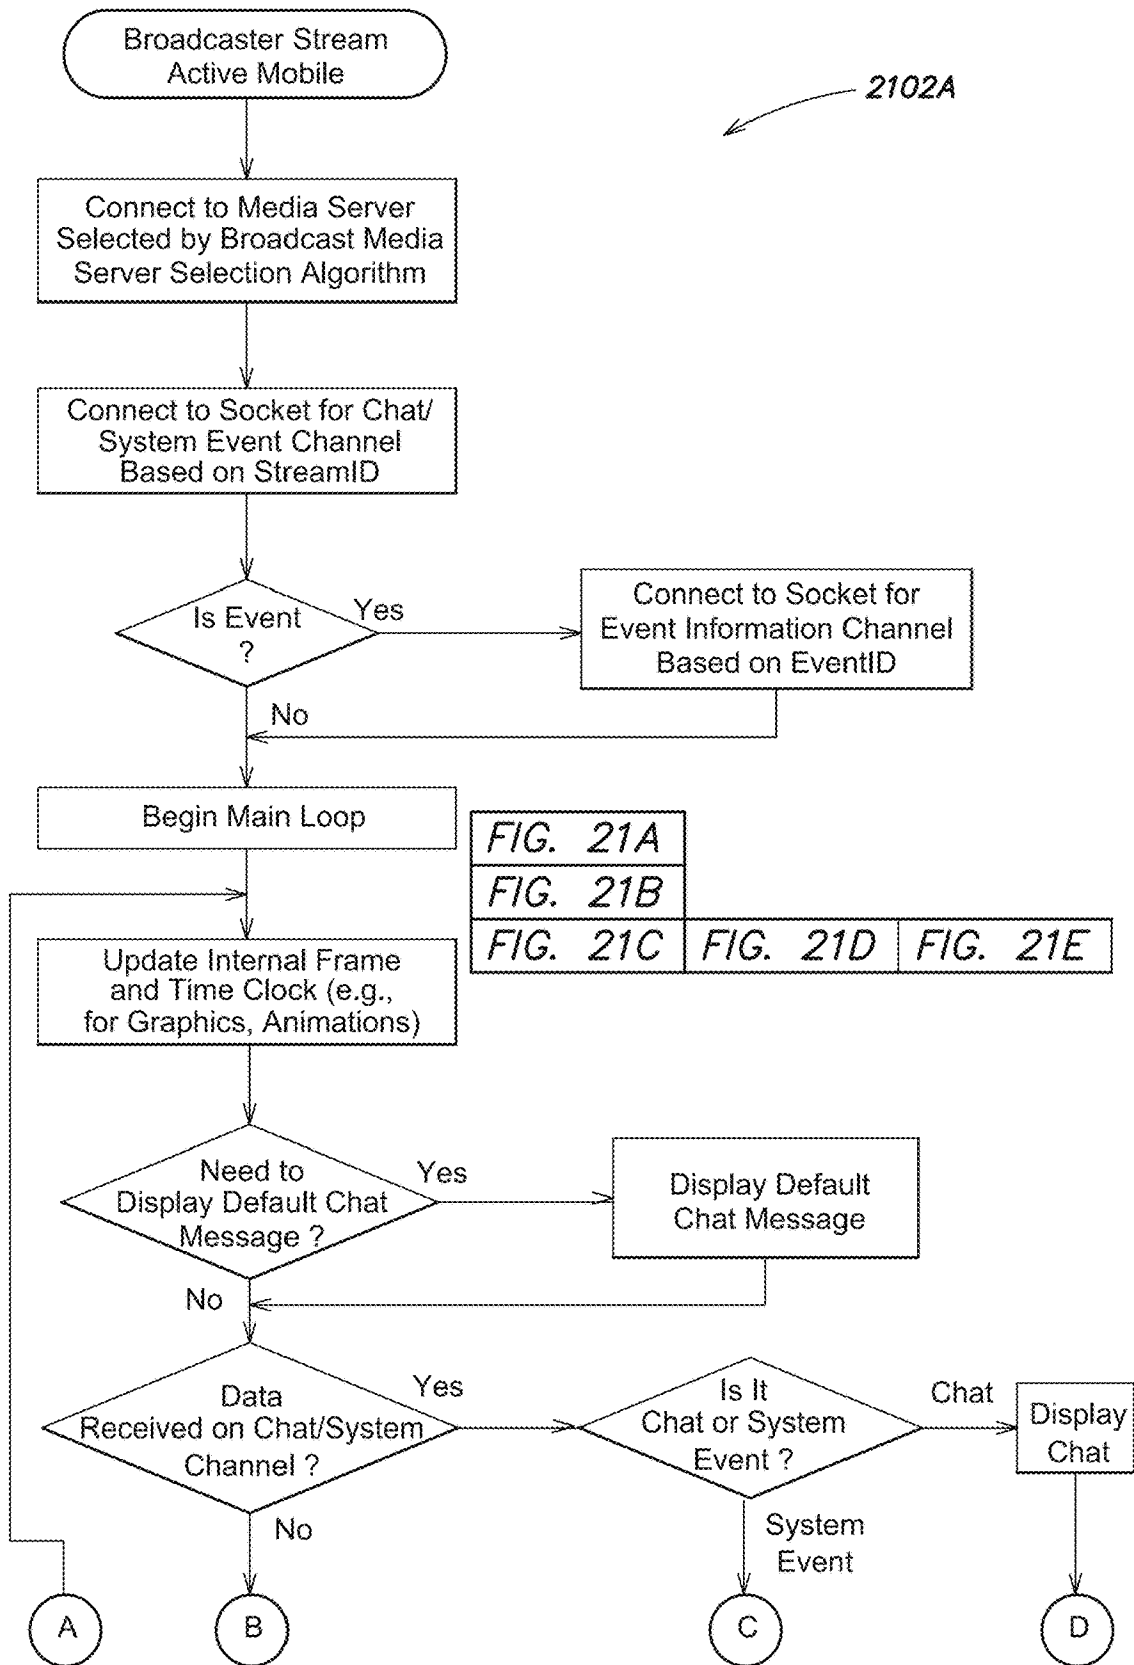 Broadcaster Stream
Active Mobile
2102A
Connect to Media Server
Selected by Broadcast Media
Server Selection Algorithm
Connect to Socket for Chat/
System Event Channel
Based on StreamID
Is Event
?
Yes
Connect to Socket for
Event Information Channel
Based on EventID
No
Begin Main Loop
FIG. 21A
FIG. 21B
FIG. 21C
FIG. 21D
FIG. 21E
Update Internal Frame
and Time Clock (e.g.,
for Graphics, Animations)
Need to
Display Default Chat
Message ?
Yes
Display Default
Chat Message
No
Data
Received on Chat/System
Channel ?
Yes
Is It
Chat or System
Event ?
Chat
Display
Chat
No
System
Event
A
B
C
D